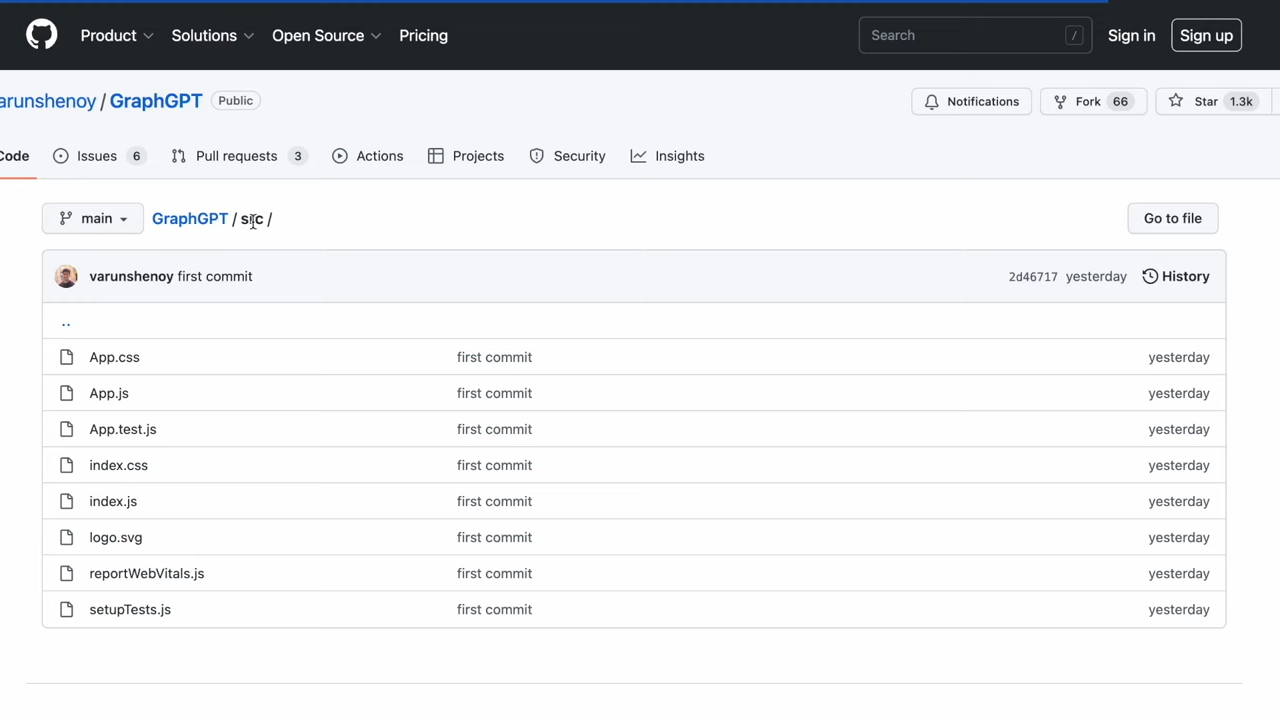 Product Solutions Open Source Pricing Search / Sign in Sign up
arunshenoy / GraphGPT Public Notifications Fork 66 Star 1.3k
Code Issues 6 Pull requests 3 Actions Projects Security Insights
main GraphGPT / src / Go to file
varunshenoy first commit 2d46717 yesterday History
..
App.css first commit yesterday
App.js first commit yesterday
App.test.js first commit yesterday
index.css first commit yesterday
index.js first commit yesterday
logo.svg first commit yesterday
reportWebVitals.js first commit yesterday
setupTests.js first commit yesterday